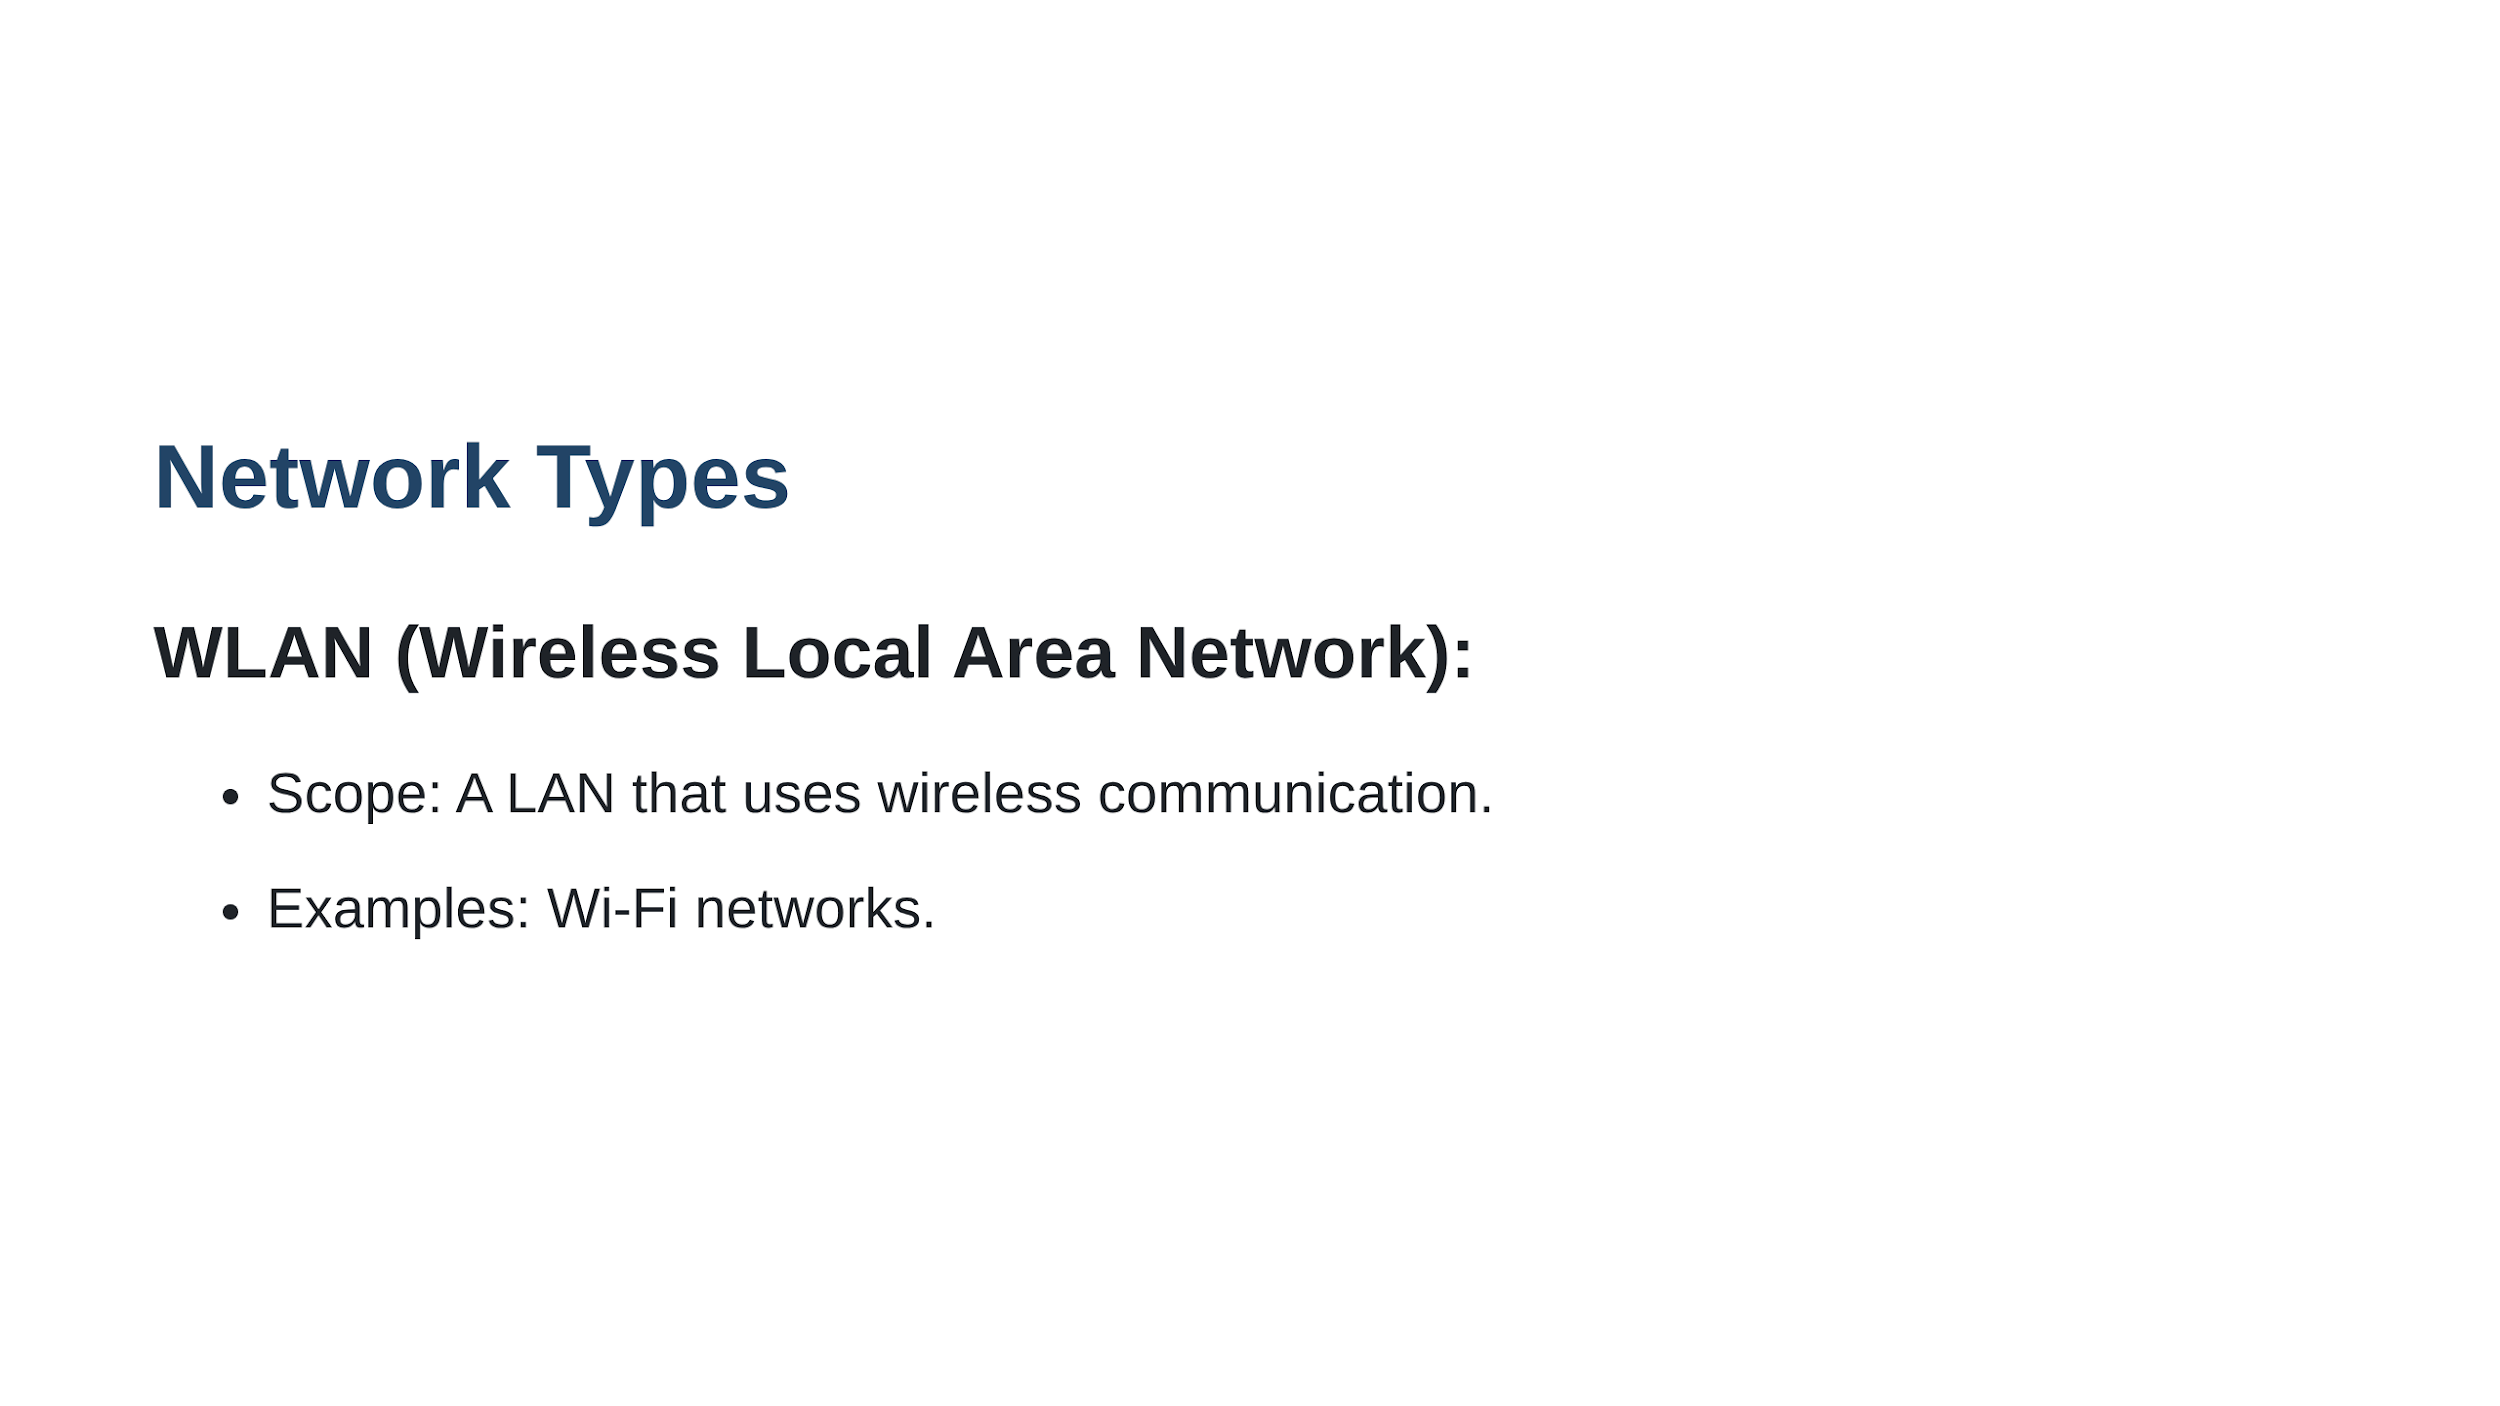 Network Types
WLAN (Wireless Local Area Network):
• Scope: A LAN that uses wireless communication.
• Examples: Wi-Fi networks.